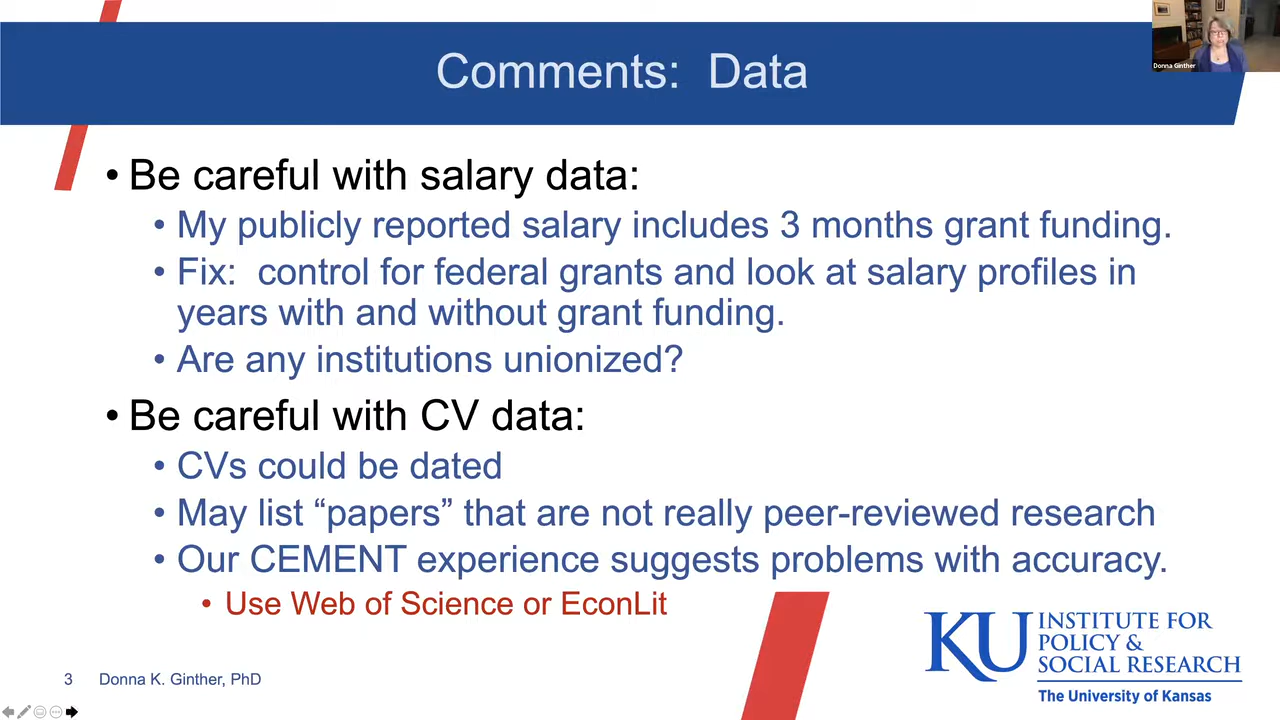 Comments: Data
Donna Ginther
• Be careful with salary data:
• My publicly reported salary includes 3 months grant funding.
• Fix: control for federal grants and look at salary profiles in
years with and without grant funding.
• Are any institutions unionized?
• Be careful with CV data:
• CVs could be dated
• May list “papers” that are not really peer-reviewed research
• Our CEMENT experience suggests problems with accuracy.
• Use Web of Science or EconLit
KU INSTITUTE FOR
POLICY &
SOCIAL RESEARCH
The University of Kansas
3 Donna K. Ginther, PhD